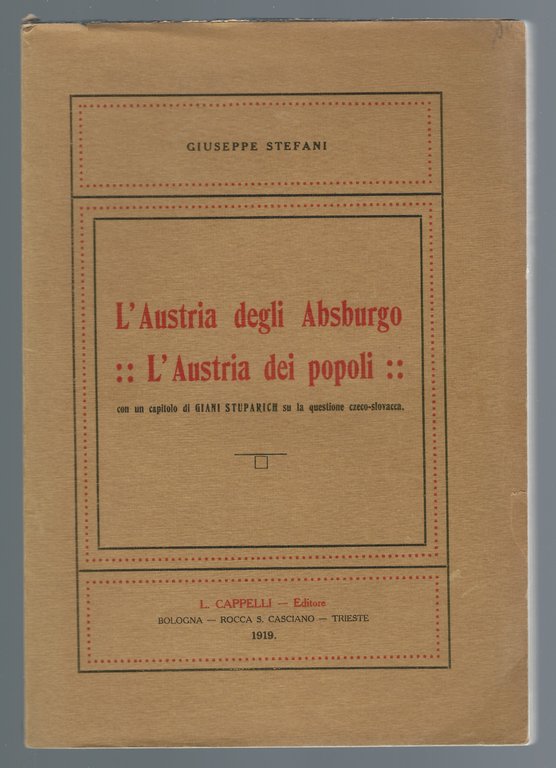 GIUSEPPE STEFANI
L'Austria degli Absburgo
:: L'Austria dei popoli ::
con un capitolo di GIANI STUPARICH su la questione czeco-slovacca.
L. CAPPELLI — Editore
BOLOGNA — ROCCA S. CASCIANO — TRIESTE
1919.